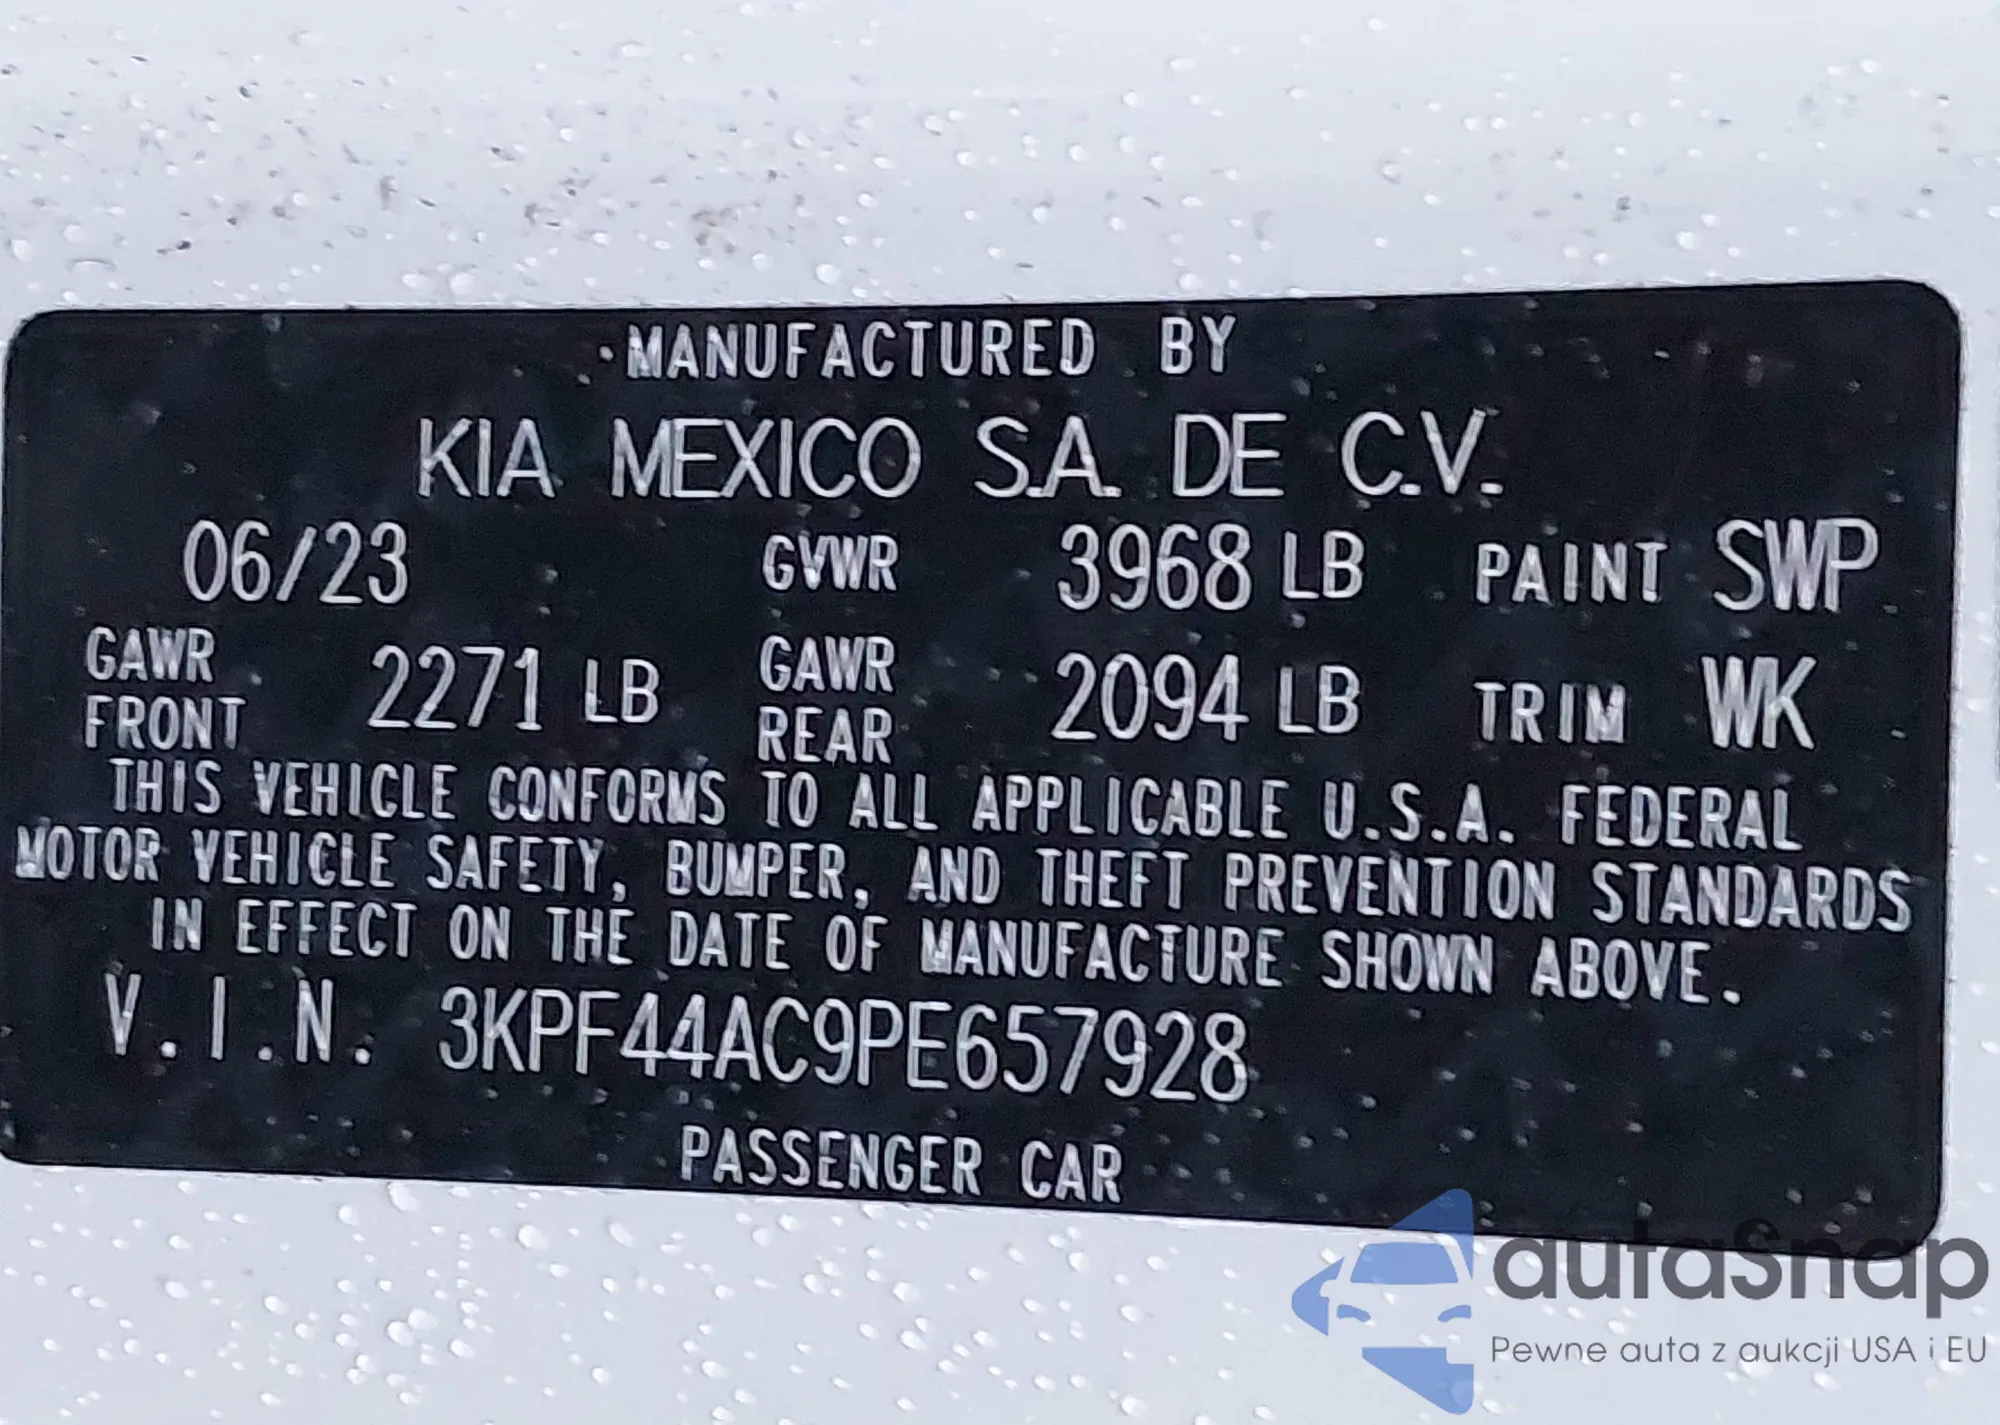 MANUFACTURED BY
KIA MEXICO S.A. DE C.V.
06/23 GVWR 3968 LB PAINT SWP
GAWR FRONT 2271 LB GAWR REAR 2094 LB TRIM WK
THIS VEHICLE CONFORMS TO ALL APPLICABLE U.S.A. FEDERAL
MOTOR VEHICLE SAFETY, BUMPER, AND THEFT PREVENTION STANDARDS
IN EFFECT ON THE DATE OF MANUFACTURE SHOWN ABOVE.
V.I.N. 3KPF44AC9PE657928
PASSENGER CAR
autaSnap
Pewne auta z aukcji USA i EU